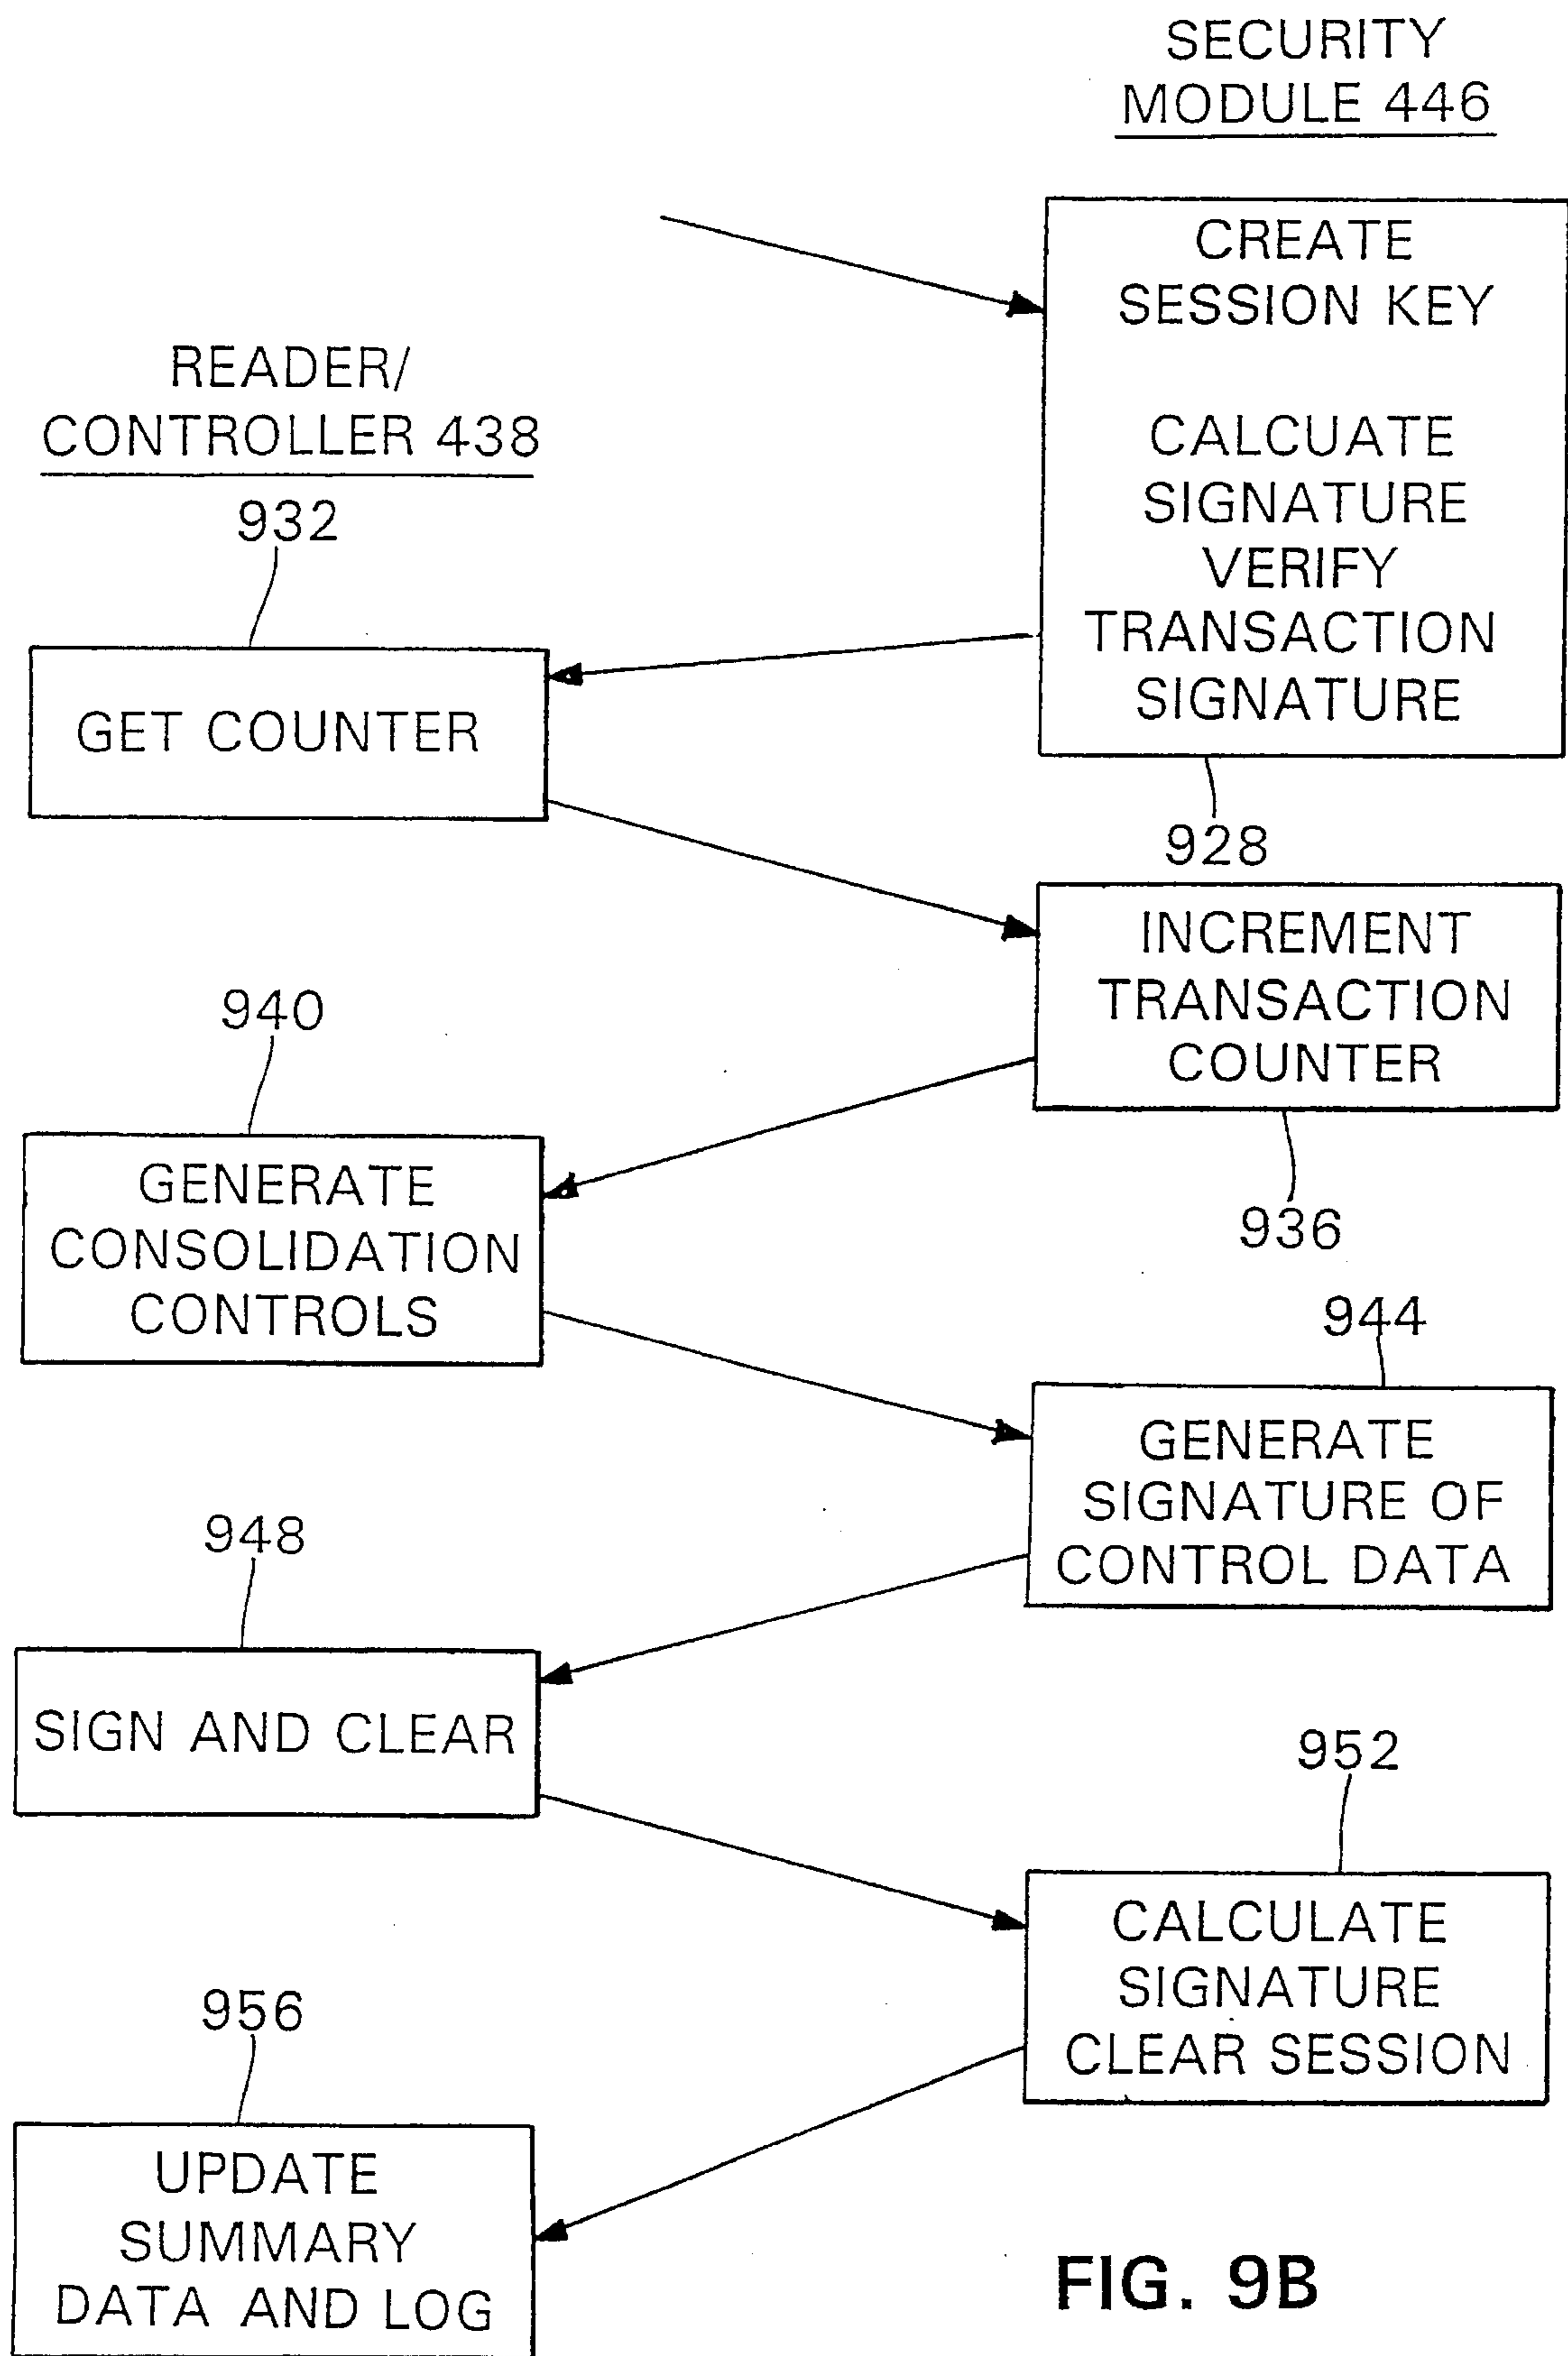 SECURITY
MODULE 446
CREATE
SESSION KEY
CALCUATE
SIGNATURE
VERIFY
TRANSACTION
SIGNATURE
928
READER/
CONTROLLER 438
932
GET COUNTER
INCREMENT
TRANSACTION
COUNTER
936
940
GENERATE
CONSOLIDATION
CONTROLS
944
GENERATE
SIGNATURE OF
CONTROL DATA
948
SIGN AND CLEAR
952
CALCULATE
SIGNATURE
CLEAR SESSION
956
UPDATE
SUMMARY
DATA AND LOG
FIG. 9B